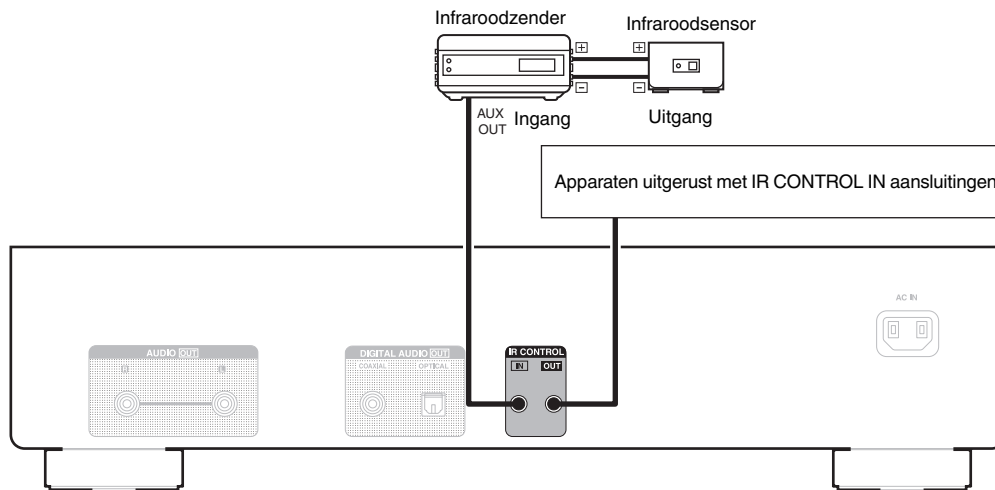 Infraroodzender
Infraroodsensor
+
+
−
−
AUX
OUT
Ingang
Uitgang
Apparaten uitgerust met IR CONTROL IN aansluitingen
AC IN
AUDIO OUT
DIGITAL AUDIO OUT
COAXIAL
OPTICAL
IR CONTROL
IN
OUT